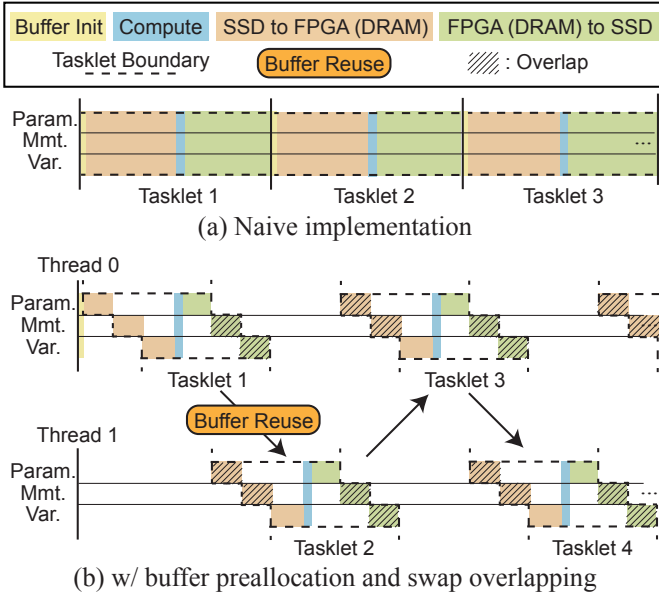 Buffer Init Compute SSD to FPGA (DRAM) FPGA (DRAM) to SSD
Tasklet Boundary Buffer Reuse : Overlap
Param.
Mmt.
Var.
...
Tasklet 1 Tasklet 2 Tasklet 3
(a) Naive implementation
Thread 0
Param.
Mmt.
Var.
Tasklet 1 Tasklet 3
Buffer Reuse
Thread 1
Param.
Mmt.
Var.
...
Tasklet 2 Tasklet 4
(b) w/ buffer preallocation and swap overlapping